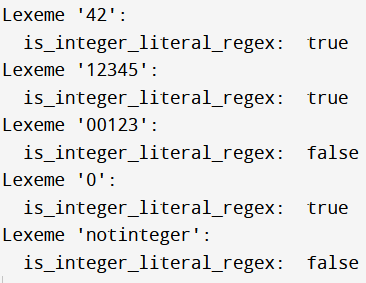 Lexeme '42':
  is_integer_literal_regex:  true
Lexeme '12345':
  is_integer_literal_regex:  true
Lexeme '00123':
  is_integer_literal_regex:  false
Lexeme '0':
  is_integer_literal_regex:  true
Lexeme 'notinteger':
  is_integer_literal_regex:  false